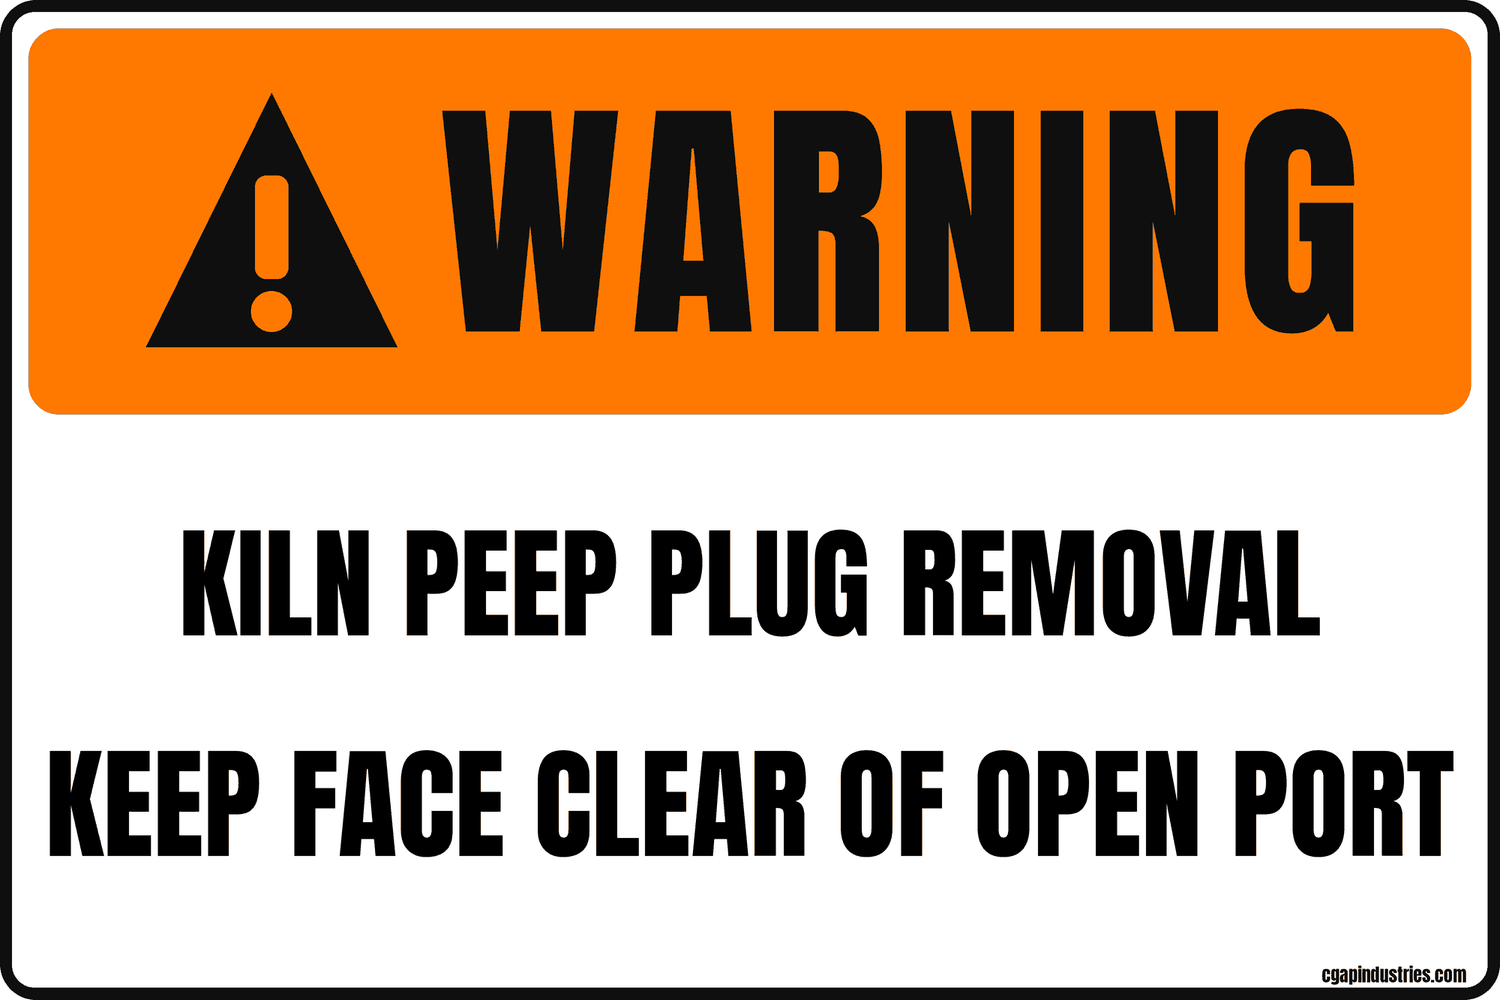 WARNING
KILN PEEP PLUG REMOVAL
KEEP FACE CLEAR OF OPEN PORT
cgapindustries.com